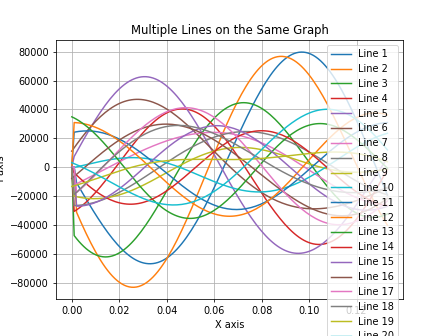 Multiple Lines on the Same Graph
80000
60000
40000
20000
0
−20000
−40000
−60000
−80000
0.00
0.02
0.04
0.06
0.08
0.10
X axis
Line 1
Line 2
Line 3
Line 4
Line 5
Line 6
Line 7
Line 8
Line 9
Line 10
Line 11
Line 12
Line 13
Line 14
Line 15
Line 16
Line 17
Line 18
Line 19
Line 20